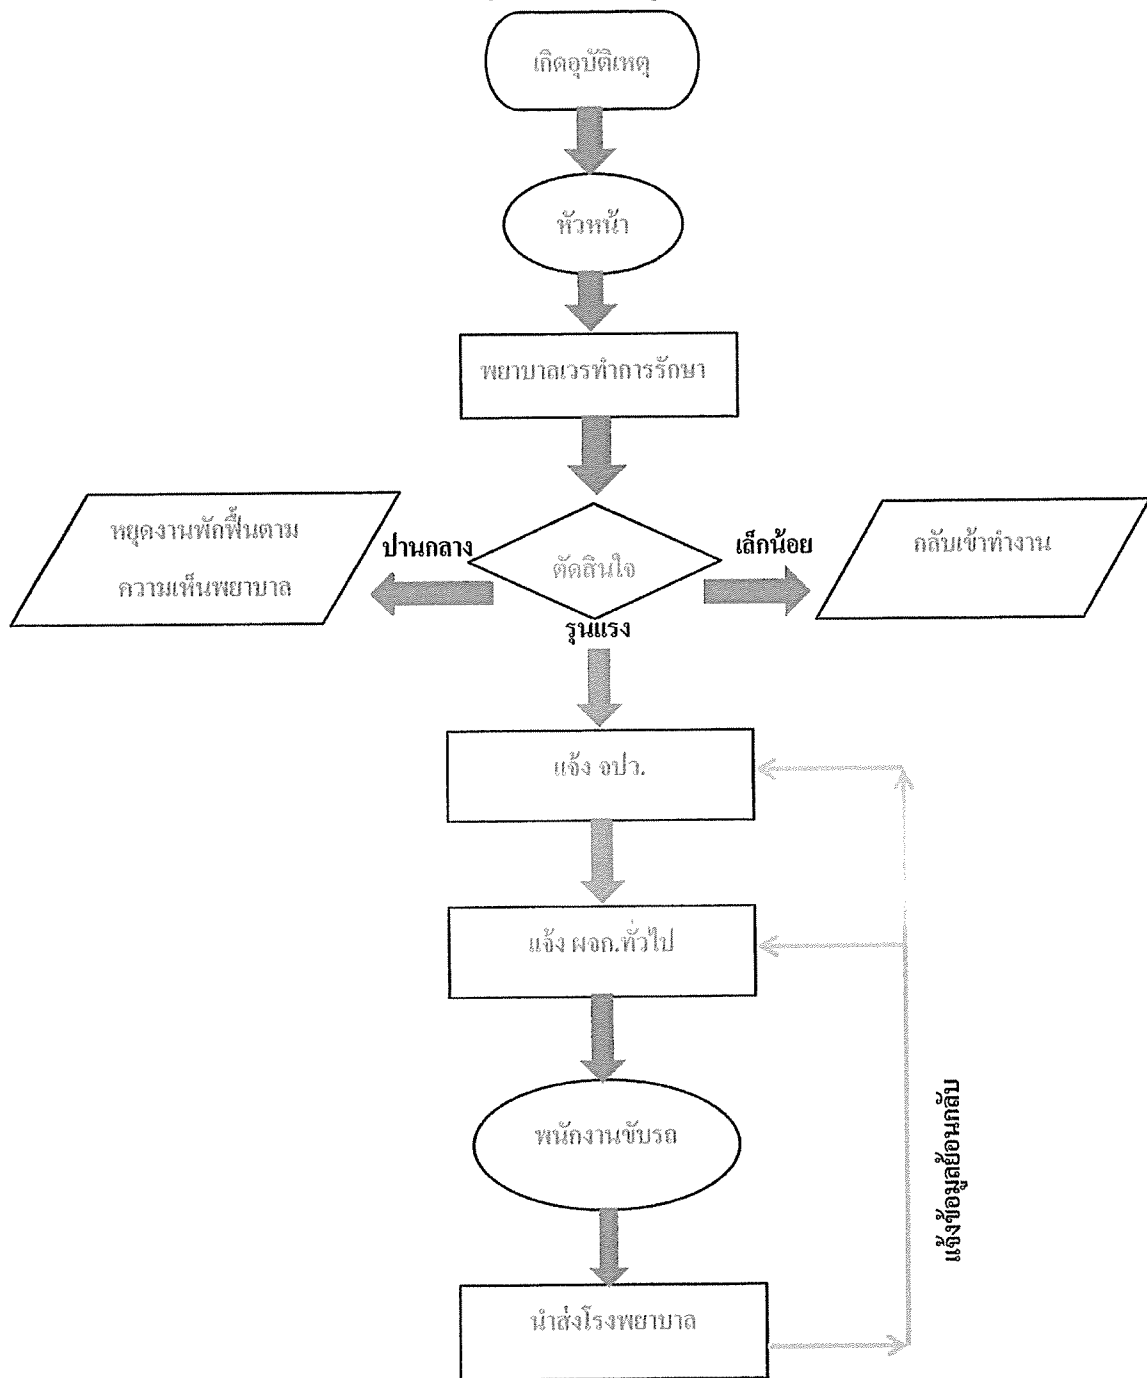 เกิดอุบัติเหตุ
หัวหน้า
พยาบาลเวรทำการรักษา
หยุดงานพักฟื้นตาม
ความเห็นพยาบาล
ปานกลาง
ตัดสินใจ
เล็กน้อย
กลับเข้าทำงาน
รุนแรง
แจ้ง จปว.
แจ้ง ผจก.ทั่วไป
พนักงานขับรถ
แจ้งข้อมูลย้อนกลับ
นำส่งโรงพยาบาล